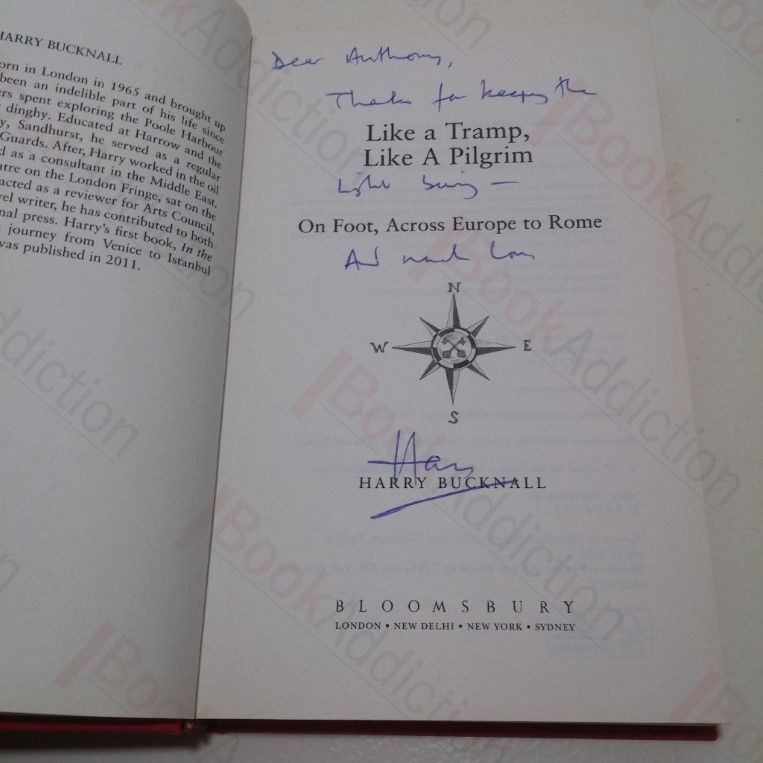 HARRY BUCKNALL
orn in London in 1965 and brought up
been an indelible part of his life since
ers spent exploring the Poole Harbour
dinghy. Educated at Harrow and the
y, Sandhurst, he served as a regular
Guards. After, Harry worked in the oil
d as a consultant in the Middle East.
atre on the London Fringe, sat on the
acted as a reviewer for Arts Council,
vel writer, he has contributed to both
nal press. Harry's first book, In the
journey from Venice to Istanbul
was published in 2011.
Dear Anthony,
Thanks for keeping the
Like a Tramp,
Like A Pilgrim
Light burning —
On Foot, Across Europe to Rome
And much love
N
W E
S
Harry
HARRY BUCKNALL
BLOOMSBURY
LONDON • NEW DELHI • NEW YORK • SYDNEY
iBookAddiction